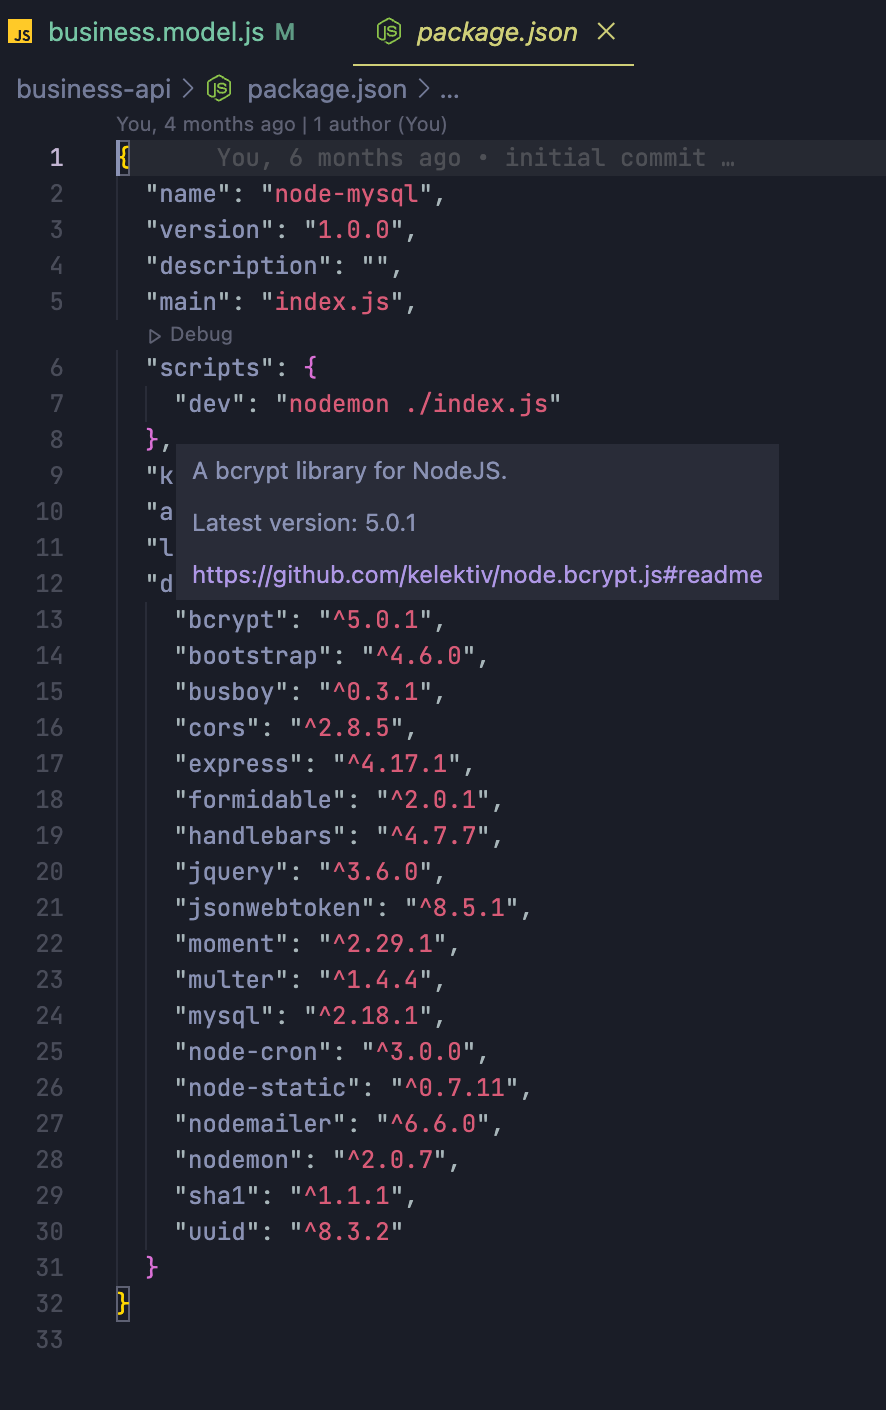 JS business.model.js M JS package.json ×
business-api > JS package.json > ...
You, 4 months ago | 1 author (You)
1 { You, 6 months ago • initial commit …
2 "name": "node-mysql",
3 "version": "1.0.0",
4 "description": "",
5 "main": "index.js",
Debug
6 "scripts": {
7 "dev": "nodemon ./index.js"
8 },
9 "k
10 "a
11 "l
12 "d
A bcrypt library for NodeJS.
Latest version: 5.0.1
https://github.com/kelektiv/node.bcrypt.js#readme
13 "bcrypt": "^5.0.1",
14 "bootstrap": "^4.6.0",
15 "busboy": "^0.3.1",
16 "cors": "^2.8.5",
17 "express": "^4.17.1",
18 "formidable": "^2.0.1",
19 "handlebars": "^4.7.7",
20 "jquery": "^3.6.0",
21 "jsonwebtoken": "^8.5.1",
22 "moment": "^2.29.1",
23 "multer": "^1.4.4",
24 "mysql": "^2.18.1",
25 "node-cron": "^3.0.0",
26 "node-static": "^0.7.11",
27 "nodemailer": "^6.6.0",
28 "nodemon": "^2.0.7",
29 "sha1": "^1.1.1",
30 "uuid": "^8.3.2"
31 }
32 }
33